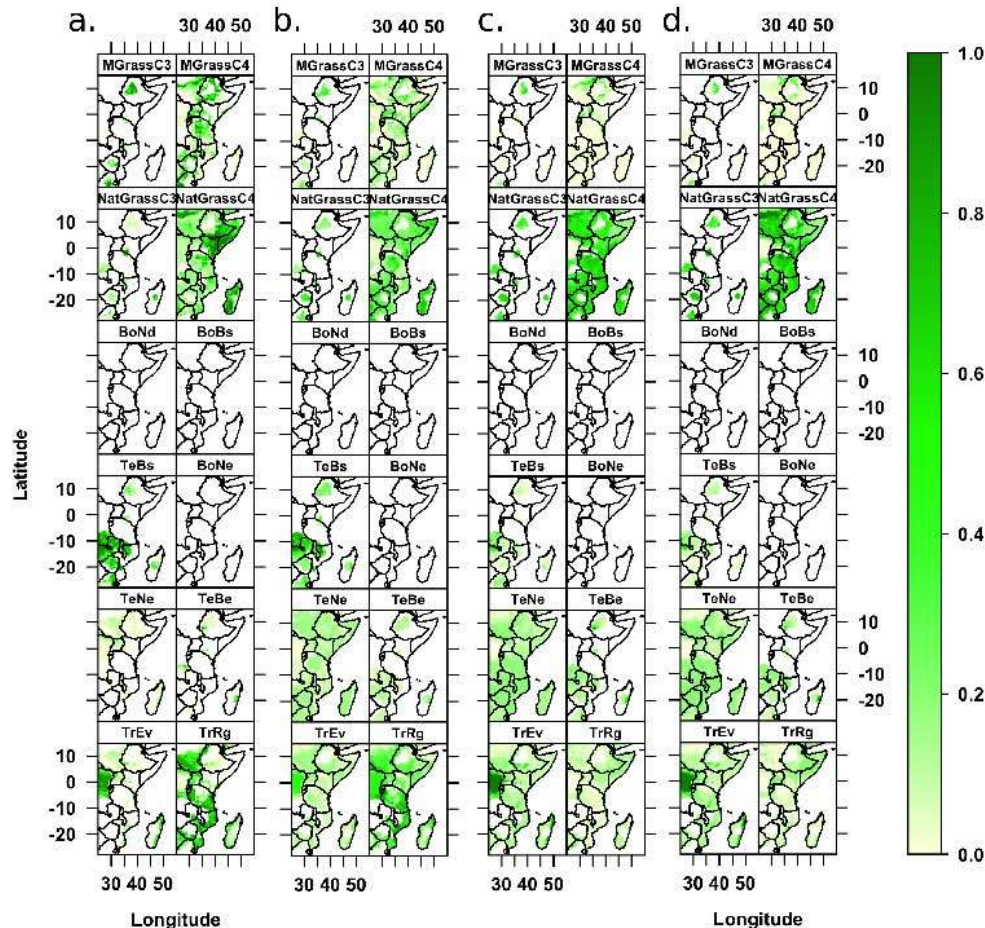 a. 30 40 50 b. 30 40 50 c. 30 40 50 d. 30 40 50
MGrassC3 MGrassC4 MGrassC3 MGrassC4 MGrassC3 MGrassC4 MGrassC3 MGrassC4 1.0
10 10
0 0
-10 -10
-20 -20
NatGrassC3 NatGrassC4 NatGrassC3 NatGrassC4 NatGrassC3 NatGrassC4 NatGrassC3 NatGrassC4 0.8
10
0
-10
-20
BoNd BoBs BoNd BoBs BoNd BoBs BoNd BoBs
10
0
0.6
-10
-20
Latitude
TeBs BoNe TeBs BoNe TeBs BoNe TeBs BoNe
10
0
0.4
-10
-20
TeNe TeBe TeNe TeBe TeNe TeBe TeNe TeBe
10
0
0.2
-10
-20
TrEv TrRg TrEv TrRg TrEv TrRg TrEv TrRg
10
0
-10
-20
0.0
30 40 50 30 40 50 30 40 50 30 40 50
Longitude Longitude